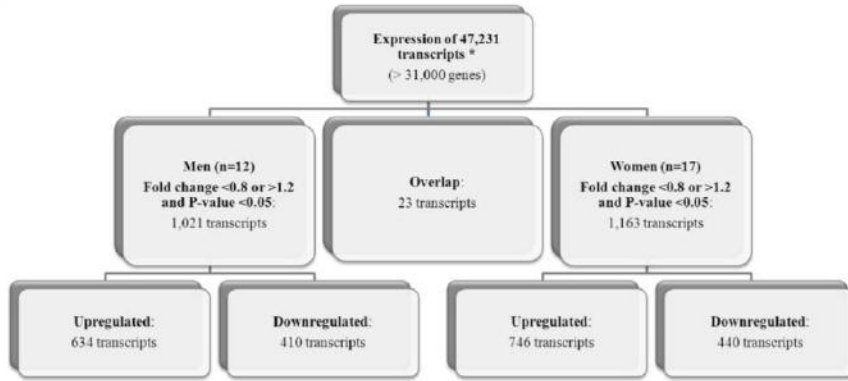 Expression of 47,231
transcripts *
(> 31,000 genes)
Men (n=12)
Fold change <0.8 or >1.2
and P-value <0.05:
1,021 transcripts
Overlap:
23 transcripts
Women (n=17)
Fold change <0.8 or >1.2
and P-value <0.05:
1,163 transcripts
Upregulated:
634 transcripts
Downregulated:
410 transcripts
Upregulated:
746 transcripts
Downregulated:
440 transcripts